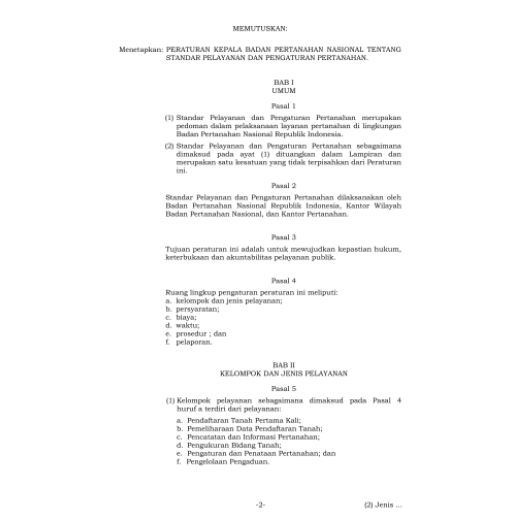 MEMUTUSKAN:
Menetapkan: PERATURAN KEPALA BADAN PERTANAHAN NASIONAL TENTANG
STANDAR PELAYANAN DAN PENGATURAN PERTANAHAN.
BAB I
UMUM
Pasal 1
(1) Standar Pelayanan dan Pengaturan Pertanahan merupakan
pedoman dalam pelaksanaan layanan pertanahan di lingkungan
Badan Pertanahan Nasional Republik Indonesia.
(2) Standar Pelayanan dan Pengaturan Pertanahan sebagaimana
dimaksud pada ayat (1) dituangkan dalam Lampiran dan
merupakan satu kesatuan yang tidak terpisahkan dari Peraturan
ini.
Pasal 2
Standar Pelayanan dan Pengaturan Pertanahan dilaksanakan oleh
Badan Pertanahan Nasional Republik Indonesia, Kantor Wilayah
Badan Pertanahan Nasional, dan Kantor Pertanahan.
Pasal 3
Tujuan peraturan ini adalah untuk mewujudkan kepastian hukum,
keterbukaan dan akuntabilitas pelayanan publik.
Pasal 4
Ruang lingkup pengaturan peraturan ini meliputi:
a. kelompok dan jenis pelayanan;
b. persyaratan;
c. biaya;
d. waktu;
e. prosedur ; dan
f. pelaporan.
BAB II
KELOMPOK DAN JENIS PELAYANAN
Pasal 5
(1) Kelompok pelayanan sebagaimana dimaksud pada Pasal 4
huruf a terdiri dari pelayanan:
a. Pendaftaran Tanah Pertama Kali;
b. Pemeliharaan Data Pendaftaran Tanah;
c. Pencatatan dan Informasi Pertanahan;
d. Pengukuran Bidang Tanah;
e. Pengaturan dan Penataan Pertanahan; dan
f. Pengelolaan Pengaduan.
-2-
(2) Jenis ...